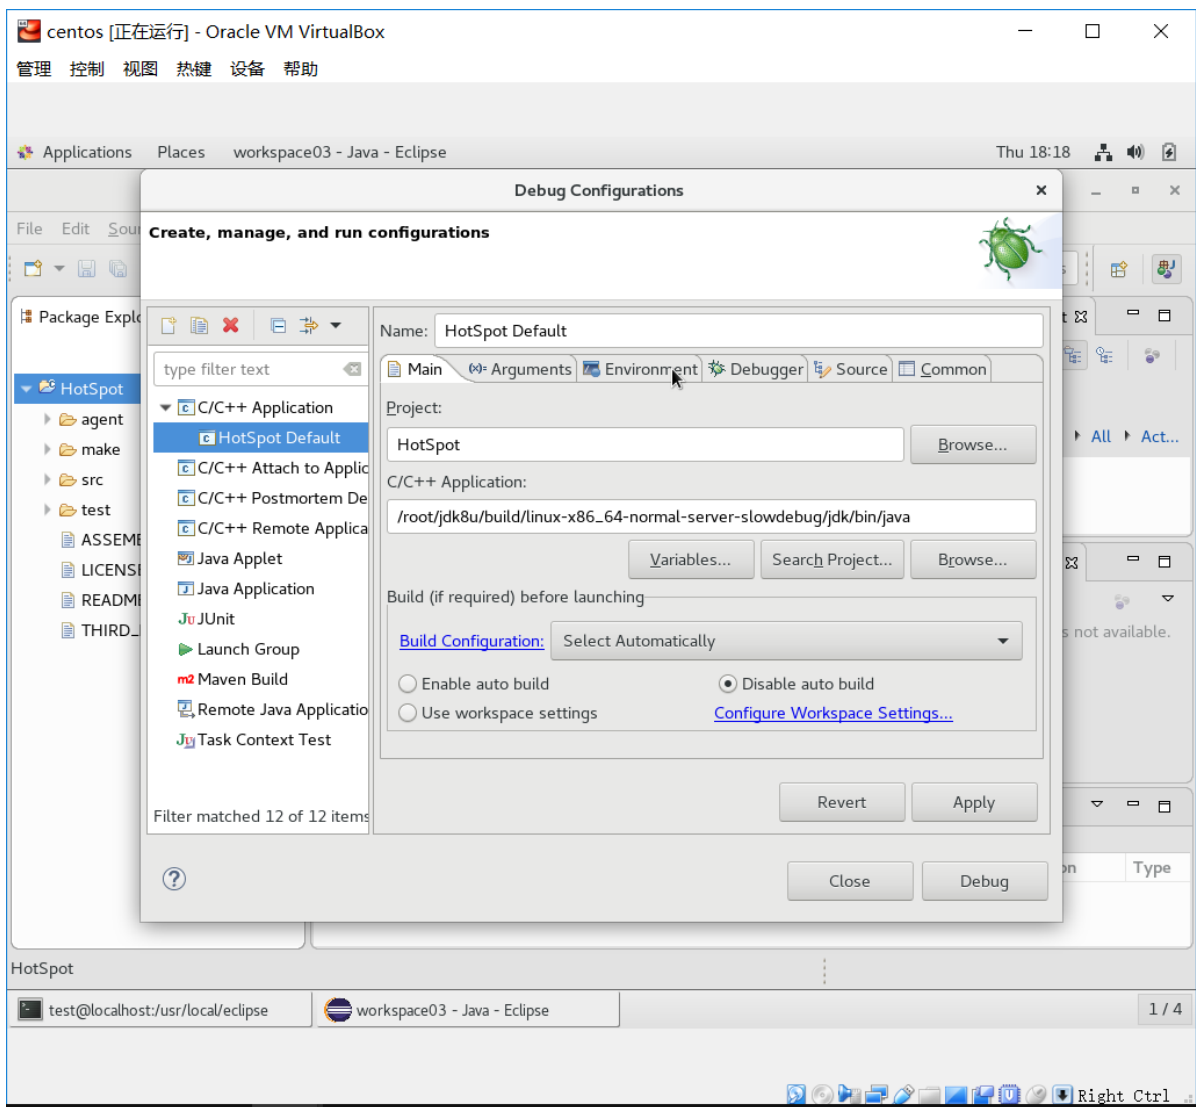 centos [正在运行] - Oracle VM VirtualBox
管理 控制 视图 热键 设备 帮助
Applications Places workspace03 - Java - Eclipse Thu 18:18
Debug Configurations
File Edit
Create, manage, and run configurations
Package
Name: HotSpot Default
type filter text
Main Arguments Environment Debugger Source Common
HotSpot
C/C++ Application
Project:
agent
HotSpot Default
HotSpot Browse...
All Act...
make
C/C++ Attach to
src
C/C++ Application:
C/C++ Postmortem
test
/root/jdk8u/build/linux-x86_64-normal-server-slowdebug/jdk/bin/java
C/C++ Remote
Java Applet
Variables... Search Project... Browse...
Java Application
Build (if required) before launching
JUnit
not available.
Launch Group
Build Configuration: Select Automatically
Maven Build
Enable auto build Disable auto build
Remote Java
Use workspace settings Configure Workspace Settings...
Task Context Test
Revert Apply
Filter matched 12 of 12 items
Type
Close Debug
HotSpot
test@localhost:/usr/local/eclipse workspace03 - Java - Eclipse 1 / 4
Right Ctrl